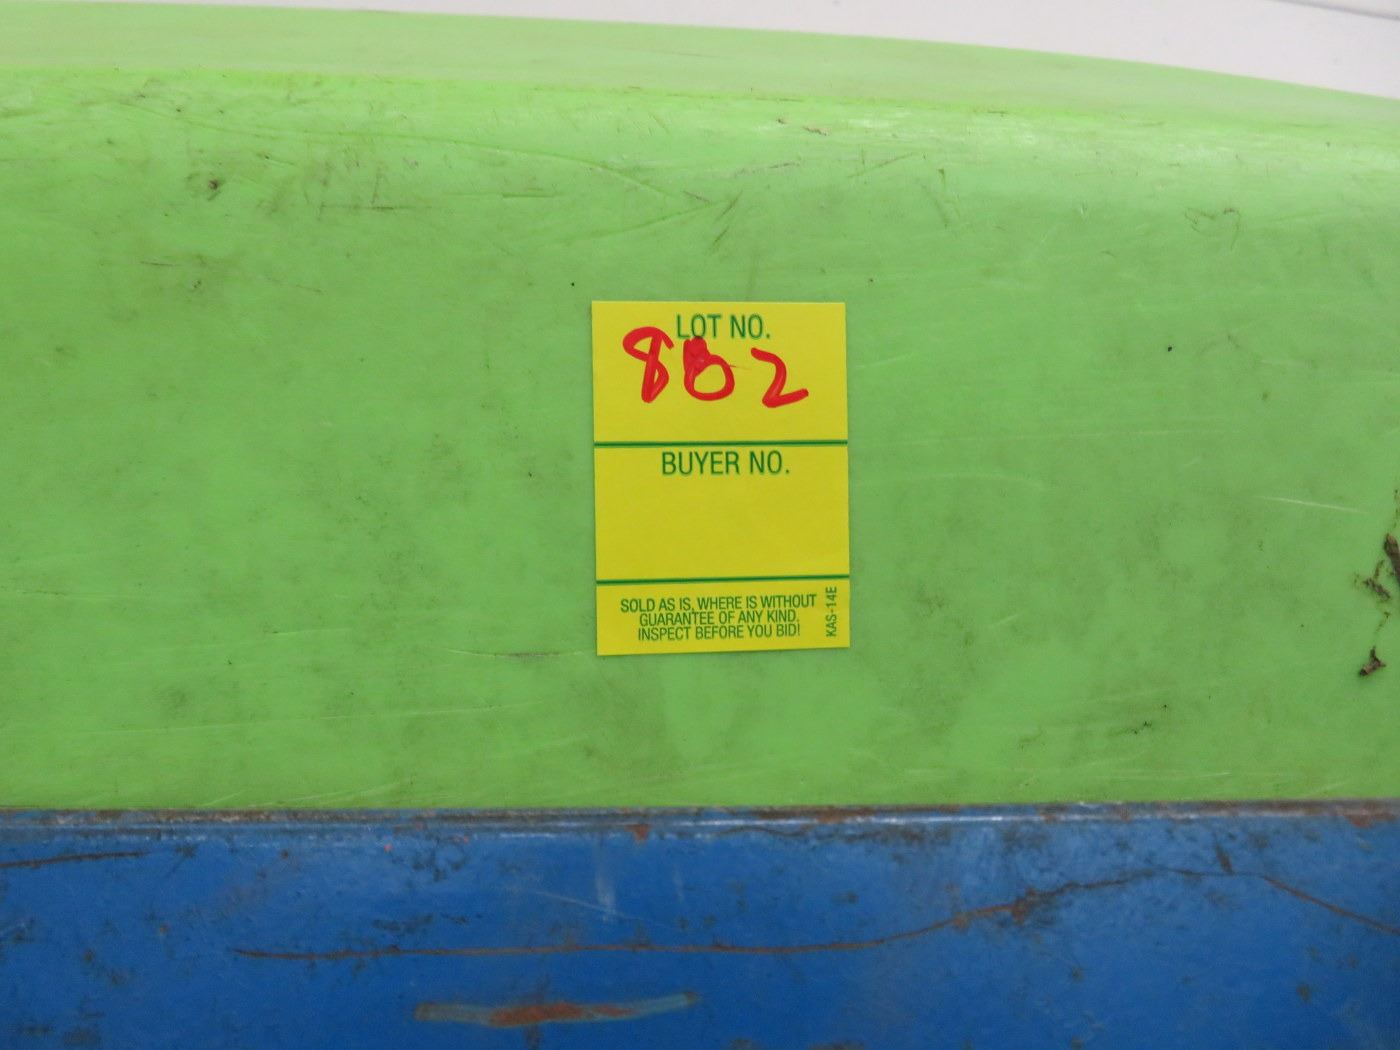 LOT NO.
802
BUYER NO.
SOLD AS IS, WHERE IS WITHOUT
GUARANTEE OF ANY KIND.
INSPECT BEFORE YOU BID!
KAS-14E